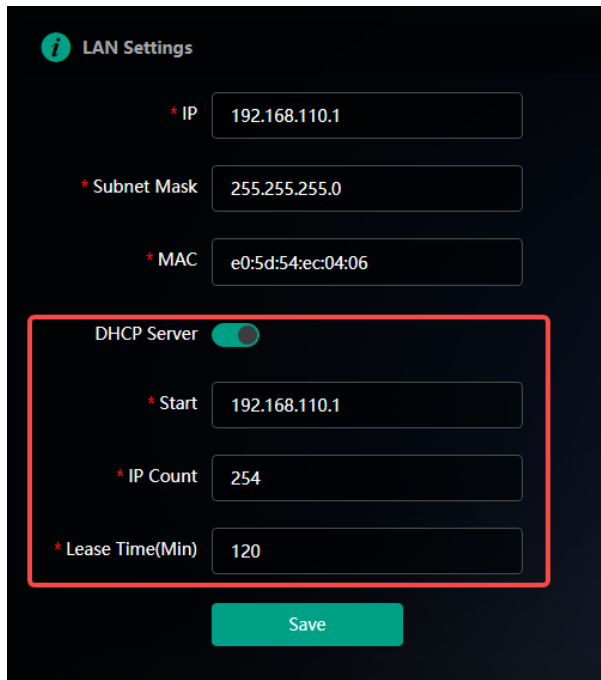 i LAN Settings
* IP 192.168.110.1
* Subnet Mask 255.255.255.0
* MAC e0:5d:54:ec:04:06
DHCP Server
* Start 192.168.110.1
* IP Count 254
* Lease Time(Min) 120
Save